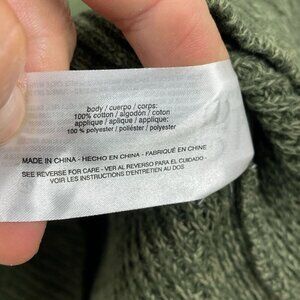 body / cuerpo / corps:
100% cotton / algodón / coton
applique / aplique / applique:
100 % polyester / poliéster / polyester
MADE IN CHINA - HECHO EN CHINA - FABRIQUÉ EN CHINE
SEE REVERSE FOR CARE - VER AL REVERSO PARA EL CUIDADO -
VOIR LES INSTRUCTIONS D'ENTRETIEN AU DOS